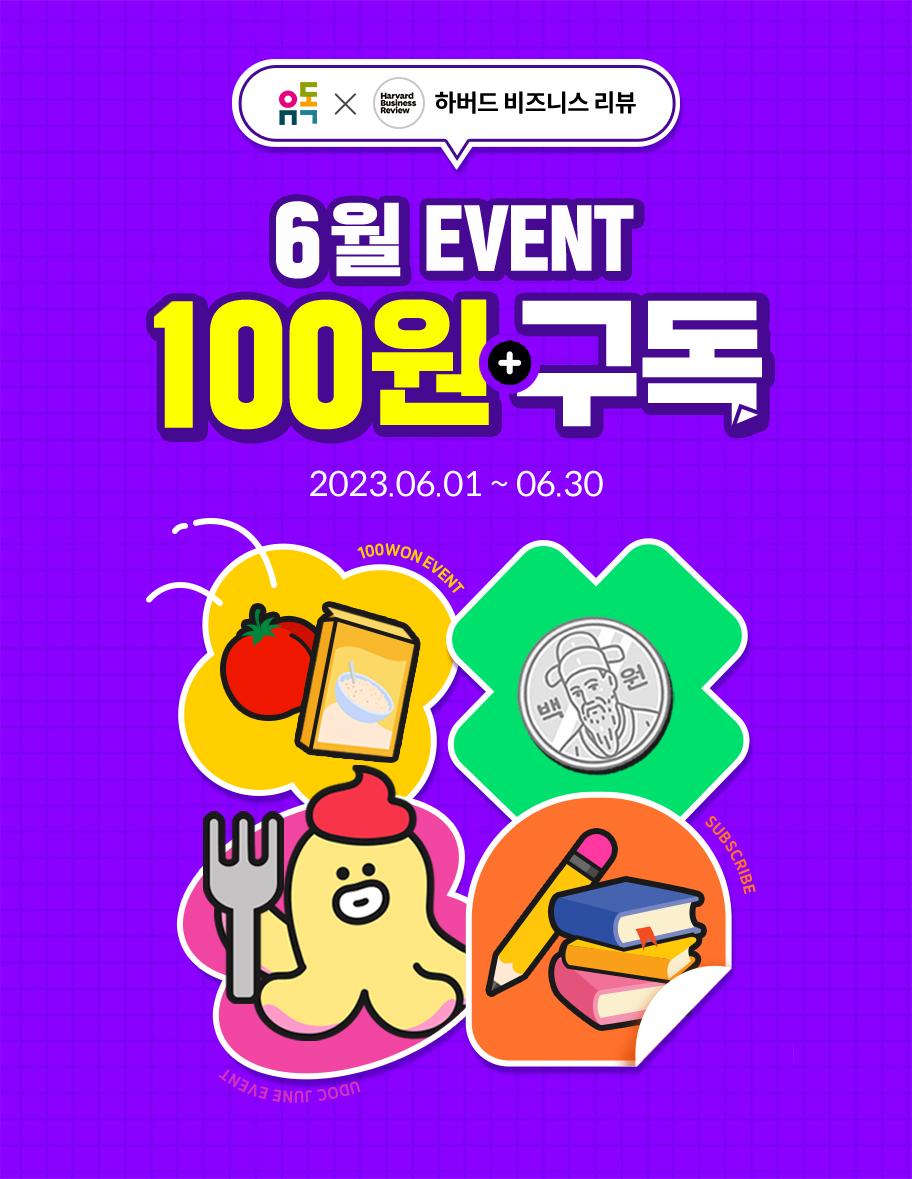 윰독 × Harvard Business Review 하버드 비즈니스 리뷰
6월 EVENT
100원+구독
2023.06.01 ~ 06.30
100WON EVENT
백 원
SUBSCRIBE
UDOC JUNE EVENT